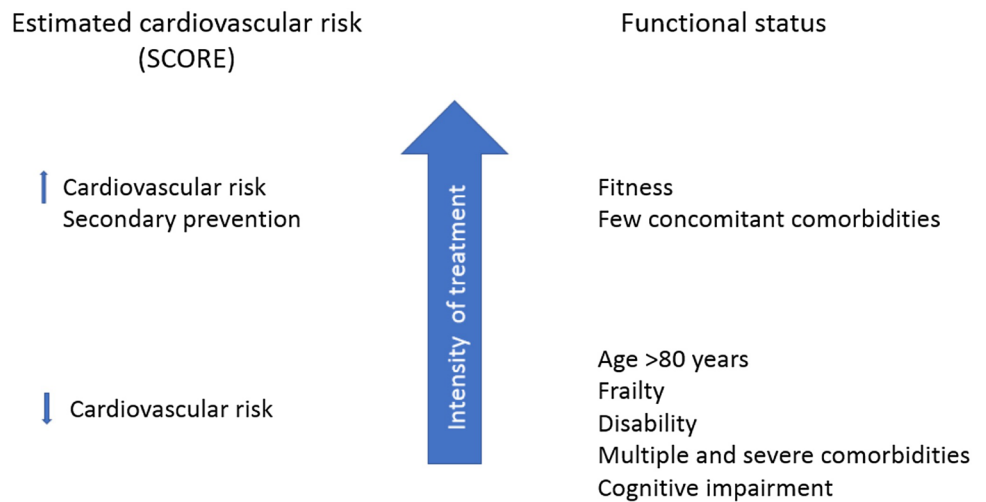 Estimated cardiovascular risk
(SCORE)
Functional status
Cardiovascular risk
Secondary prevention
Intensity of treatment
Fitness
Few concomitant comorbidities
Cardiovascular risk
Age >80 years
Frailty
Disability
Multiple and severe comorbidities
Cognitive impairment